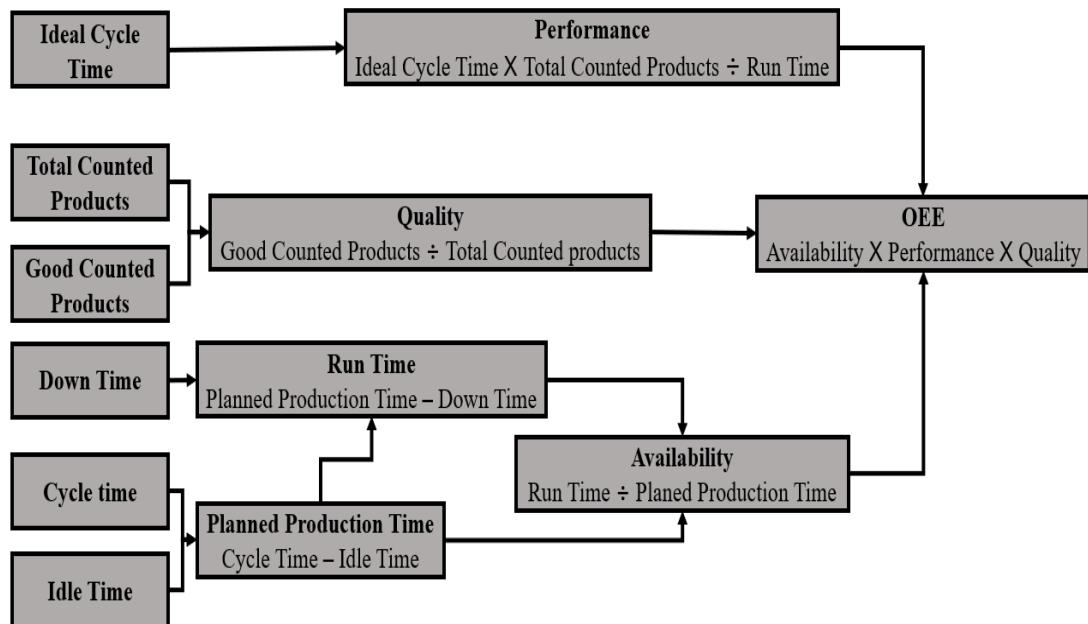 Ideal Cycle
Time
Performance
Ideal Cycle Time X Total Counted Products ÷ Run Time
Total Counted
Products
Good Counted
Products
Quality
Good Counted Products ÷ Total Counted products
OEE
Availability X Performance X Quality
Down Time
Run Time
Planned Production Time – Down Time
Cycle time
Idle Time
Planned Production Time
Cycle Time – Idle Time
Availability
Run Time ÷ Planed Production Time